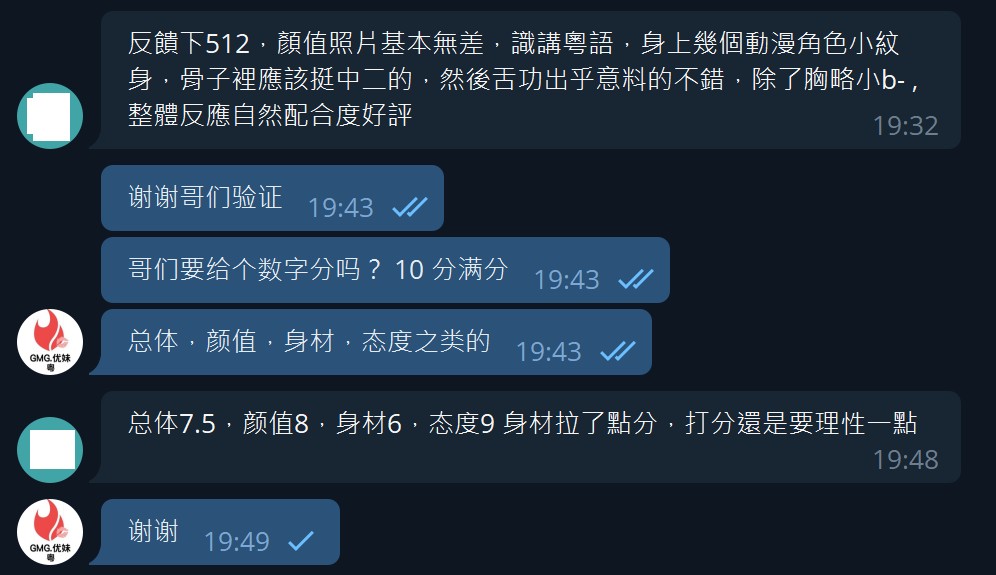 反饋下512，顏值照片基本無差，識講粵語，身上幾個動漫角色小紋
身，骨子裡應該挺中二的，然後舌功出乎意料的不錯，除了胸略小b-，
整體反應自然配合度好評
19:32
谢谢哥们验证 19:43
哥们要给个数字分吗？10 分满分 19:43
总体，颜值，身材，态度之类的 19:43
GMG.优妹
粤
总体7.5，颜值8，身材6，态度9 身材拉了點分，打分還是要理性一點
19:48
谢谢 19:49
GMG.优妹
粤